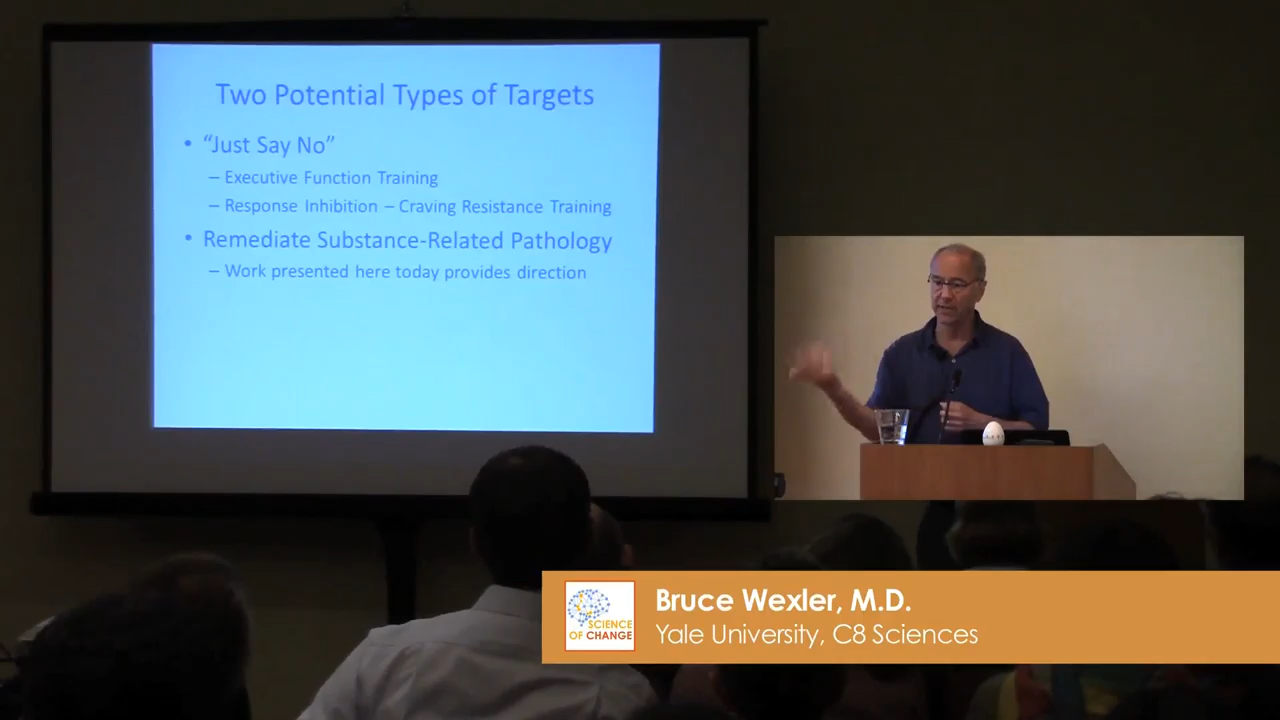 Two Potential Types of Targets
• “Just Say No”
– Executive Function Training
– Response Inhibition – Craving Resistance Training
• Remediate Substance-Related Pathology
– Work presented here today provides direction
SCIENCE
OF CHANGE
Bruce Wexler, M.D.
Yale University, C8 Sciences